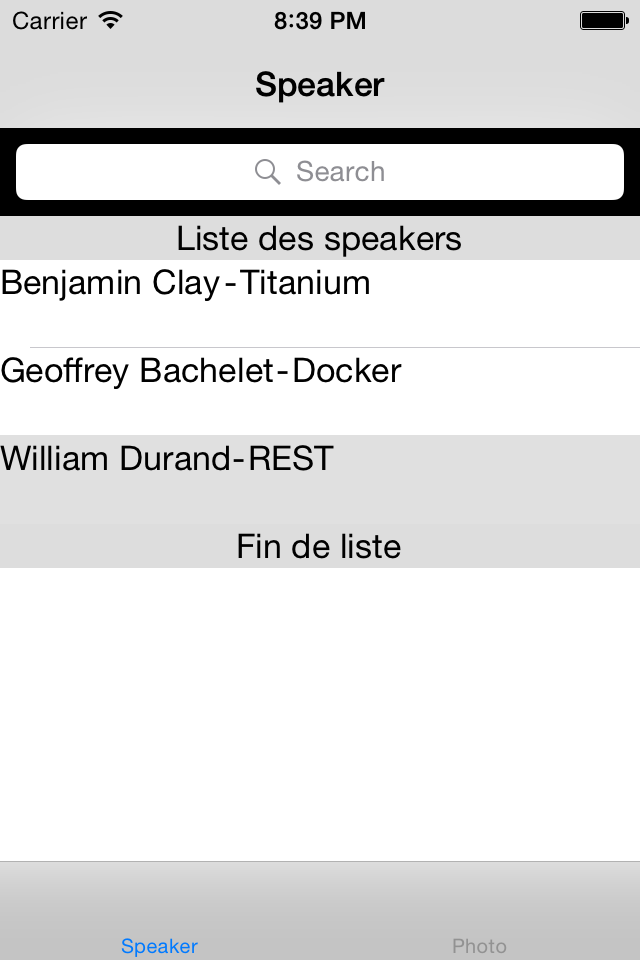 Carrier 8:39 PM
Speaker
Search
Liste des speakers
Benjamin Clay-Titanium
Geoffrey Bachelet-Docker
William Durand-REST
Fin de liste
Speaker Photo